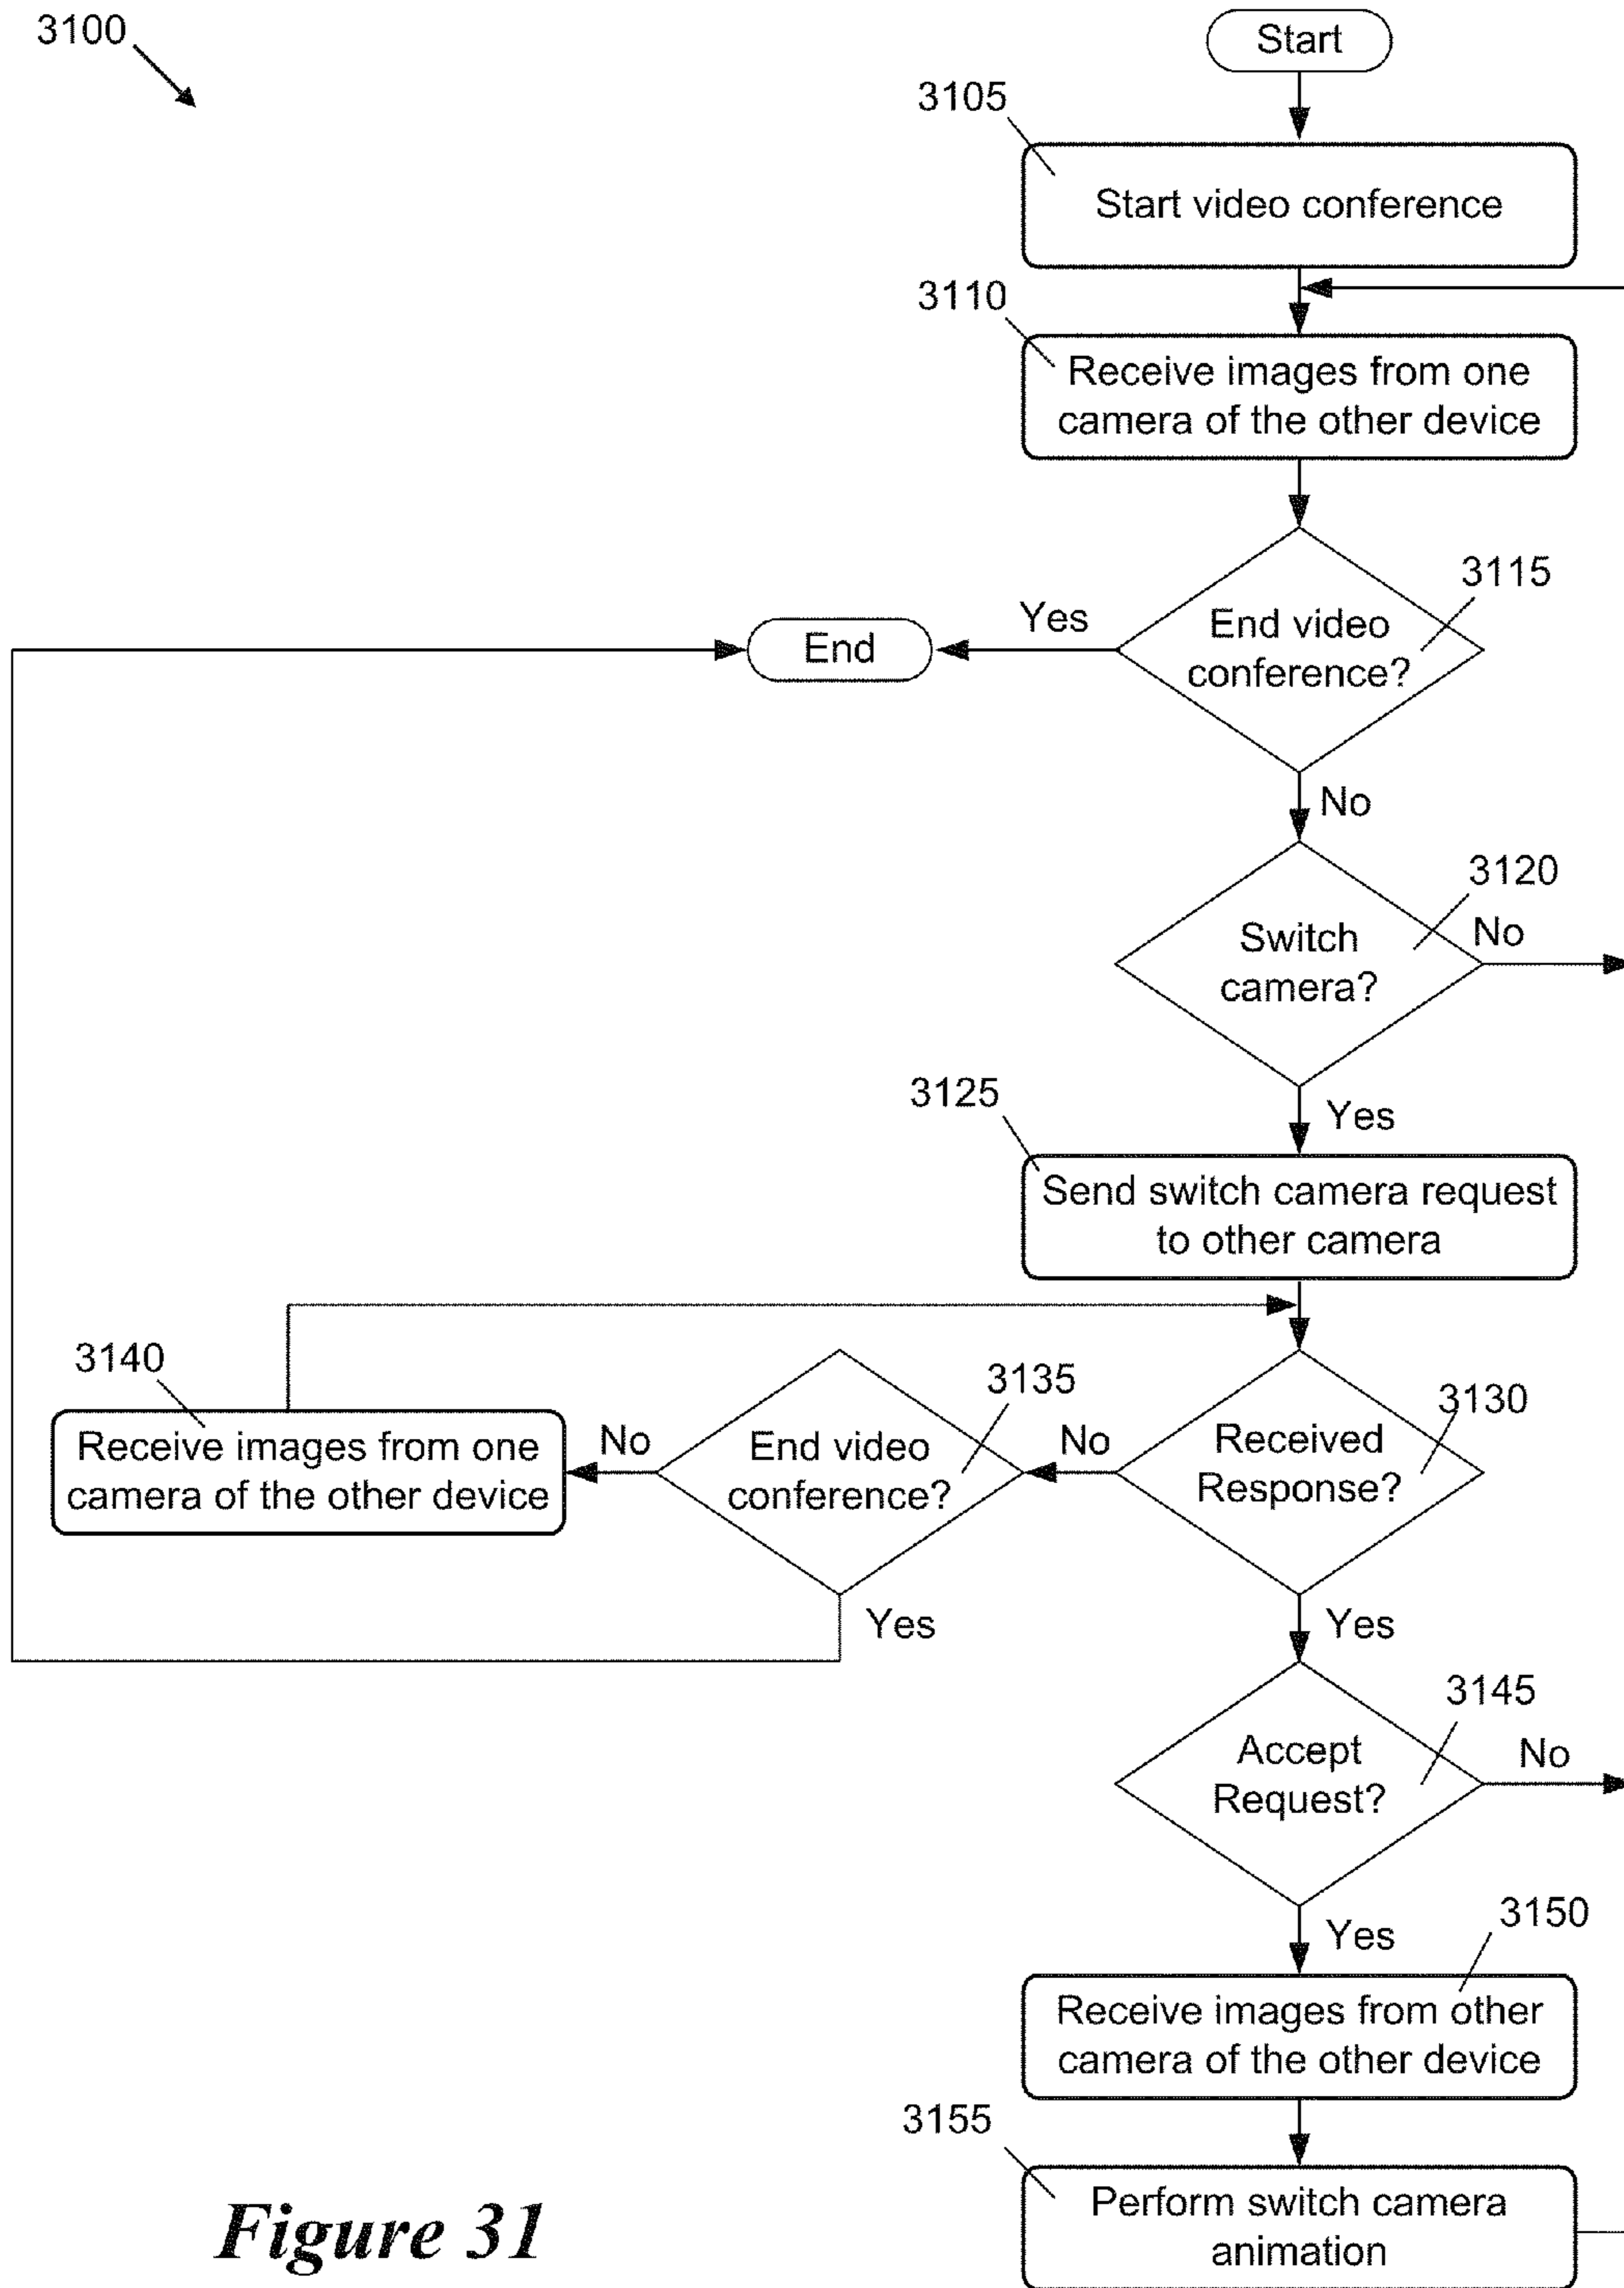 3100
Start
3105
Start video conference
3110
Receive images from one
camera of the other device
3115
End video
conference?
Yes
End
No
3120
Switch
camera?
No
Yes
3125
Send switch camera request
to other camera
3130
Received
Response?
No
3135
End video
conference?
No
3140
Receive images from one
camera of the other device
Yes
Yes
3145
Accept
Request?
No
Yes
3150
Receive images from other
camera of the other device
3155
Perform switch camera
animation
Figure 31